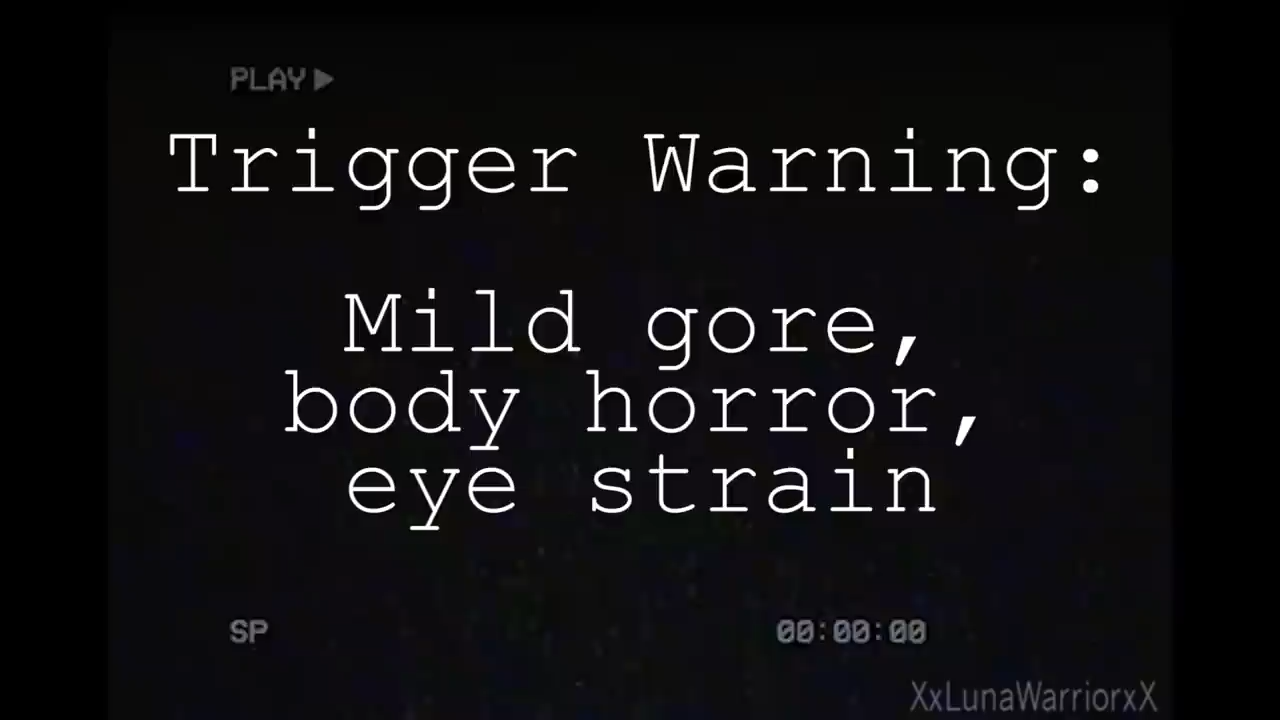 PLAY▶
Trigger Warning:
Mild gore,
body horror,
eye strain
SP
00:00:00
XxLunaWarriorxX